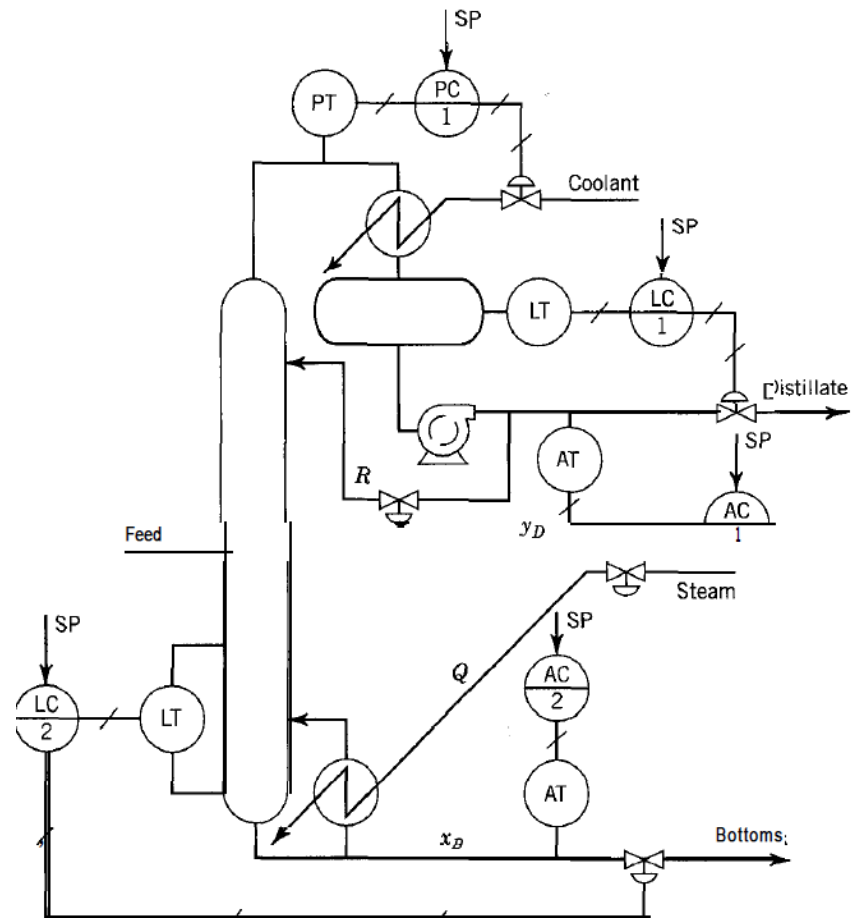 SP
PT
PC
1
Coolant
SP
LT
LC
1
Distillate
SP
AT
R
AC
1
y_D
Feed
Steam
SP
SP
Q
AC
2
LC
2
LT
AT
x_B
Bottoms